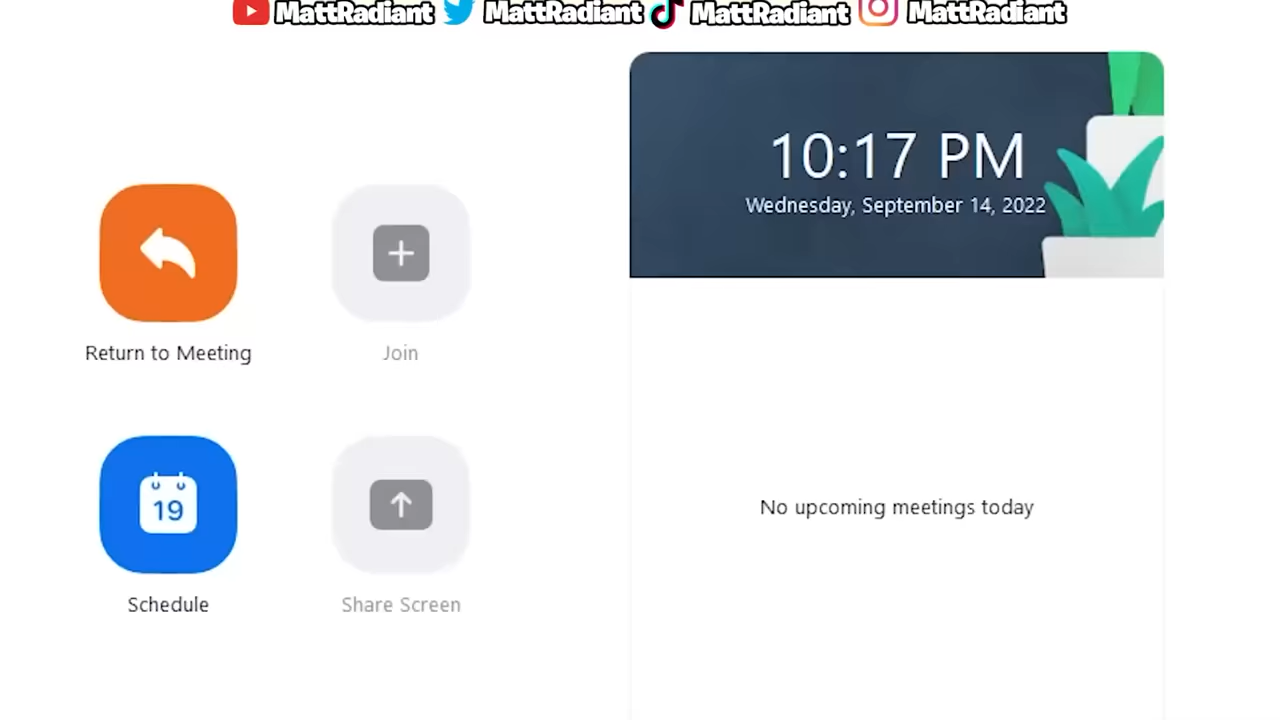 MattRadiant MattRadiant MattRadiant MattRadiant
10:17 PM
Wednesday, September 14, 2022
Return to Meeting
Join
19
Schedule
Share Screen
No upcoming meetings today